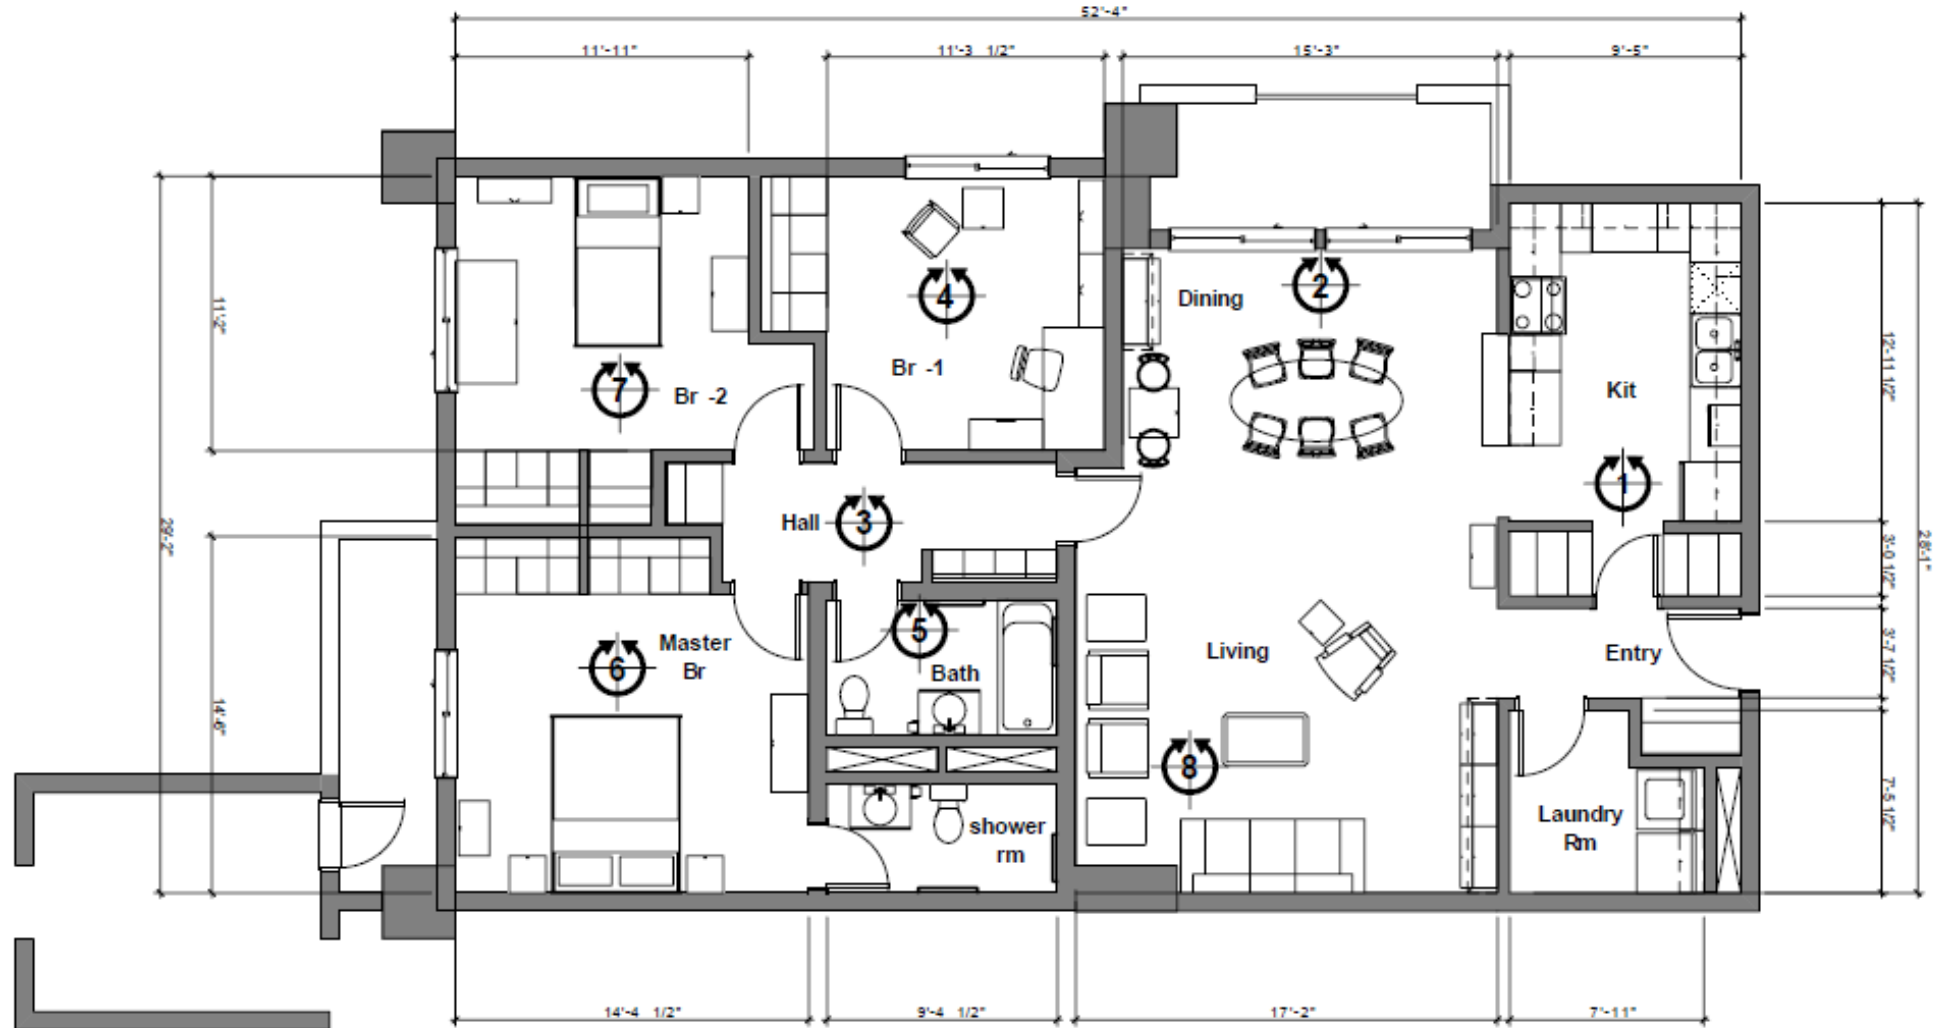 52'-4"
11'-11"
11'-3 1/2"
15'-3"
9'-5"
Dining
2
4
Br -1
7
Br -2
Kit
1
11'-2"
12'-11 1/2"
Hall
3
29'-2"
3'-0 1/2"
28'-1"
5
Master
Br
6
Bath
Living
Entry
3'-7 1/2"
14'-6"
8
7'-5 1/2"
shower
rm
Laundry
Rm
14'-4 1/2"
9'-4 1/2"
17'-2"
7'-11"